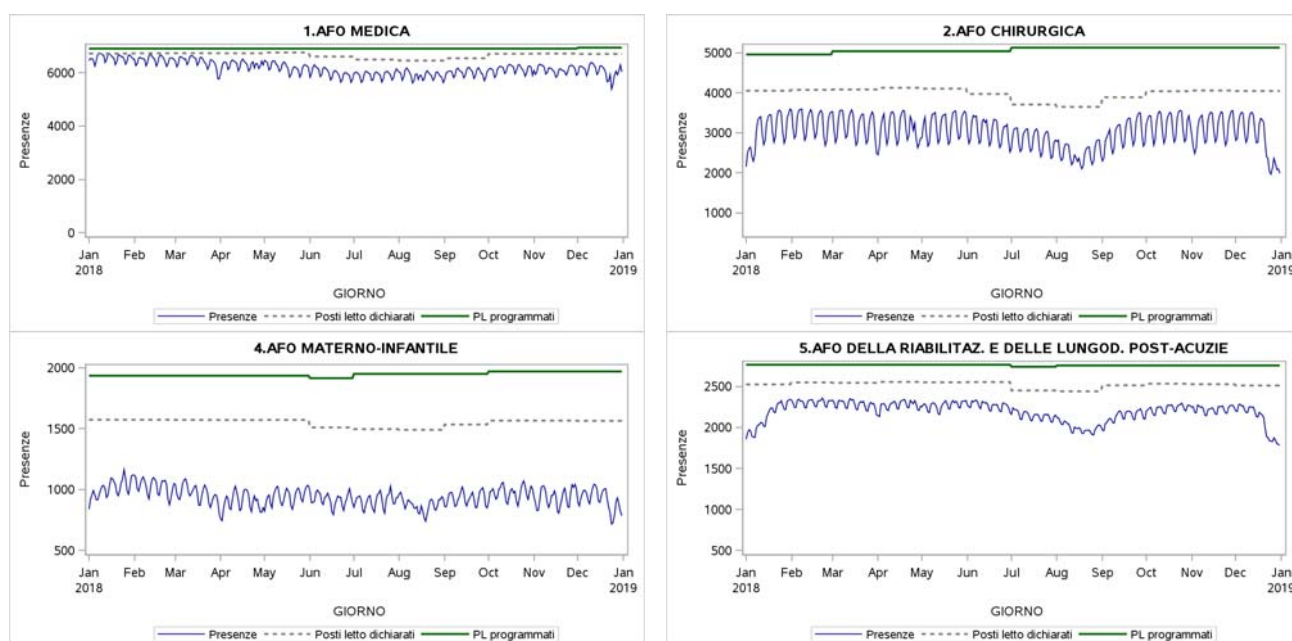 1.AFO MEDICA
6000
4000
2000
0
Presenze
Jan Feb Mar Apr May Jun Jul Aug Sep Oct Nov Dec Jan
2018 2019
GIORNO
Presenze Posti letto dichiarati PL programmati
2.AFO CHIRURGICA
5000
4000
3000
2000
1000
Presenze
Jan Feb Mar Apr May Jun Jul Aug Sep Oct Nov Dec Jan
2018 2019
GIORNO
Presenze Posti letto dichiarati PL programmati
4.AFO MATERNO-INFANTILE
2000
1500
1000
500
Presenze
Jan Feb Mar Apr May Jun Jul Aug Sep Oct Nov Dec Jan
2018 2019
GIORNO
Presenze Posti letto dichiarati PL programmati
5.AFO DELLA RIABILITAZ. E DELLE LUNGOD. POST-ACUZIE
2500
2000
1500
1000
500
Presenze
Jan Feb Mar Apr May Jun Jul Aug Sep Oct Nov Dec Jan
2018 2019
GIORNO
Presenze Posti letto dichiarati PL programmati